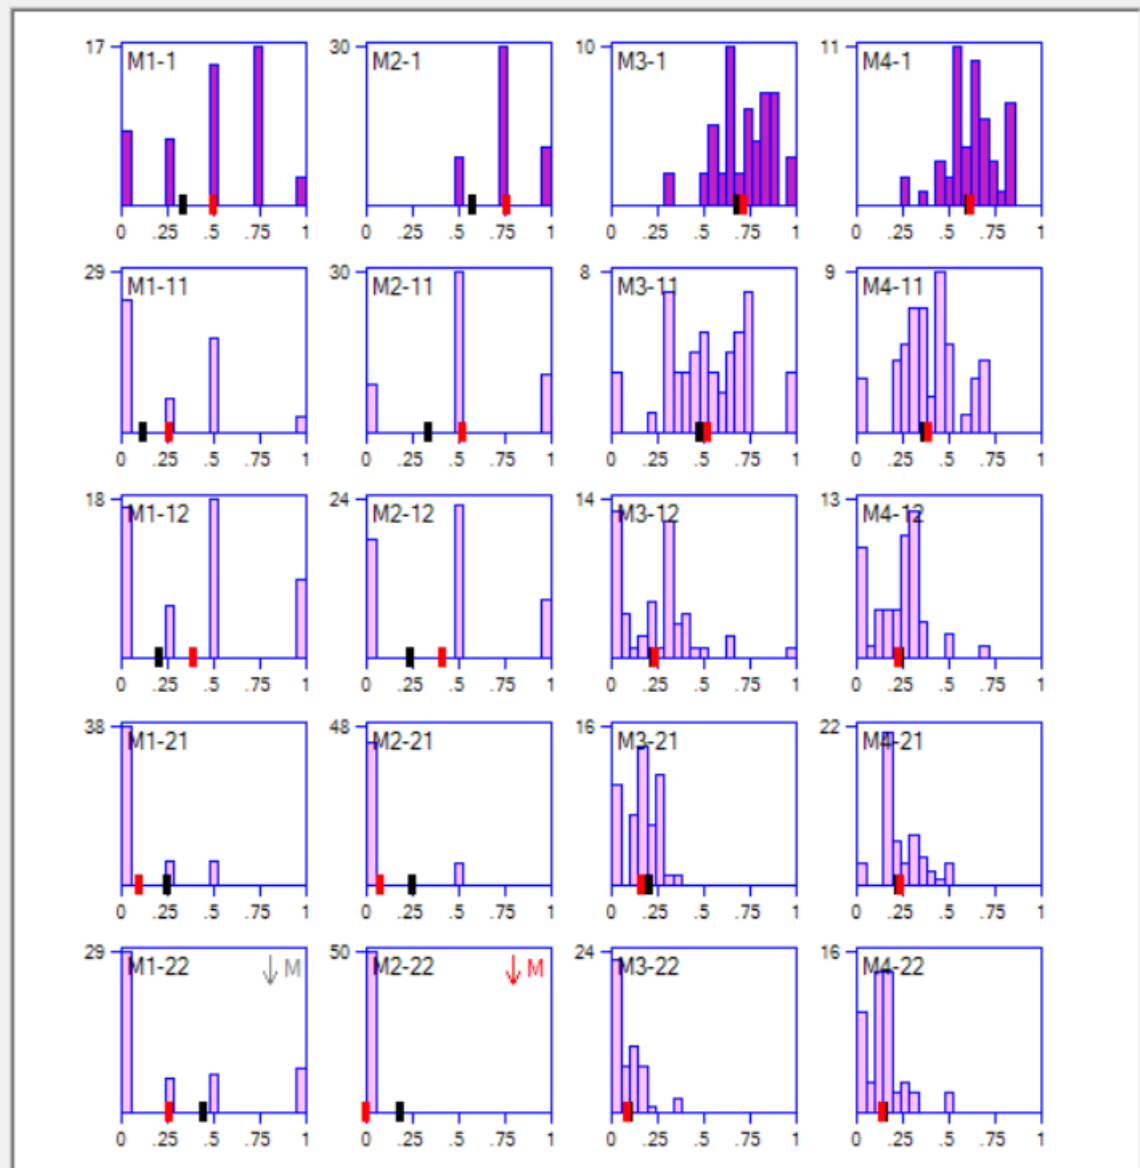 17 M1-1 30 M2-1 10 M3-1 11 M4-1
0 .25 .5 .75 1 0 .25 .5 .75 1 0 .25 .5 .75 1 0 .25 .5 .75 1
29 M1-11 30 M2-11 8 M3-11 9 M4-11
0 .25 .5 .75 1 0 .25 .5 .75 1 0 .25 .5 .75 1 0 .25 .5 .75 1
18 M1-12 24 M2-12 14 M3-12 13 M4-12
0 .25 .5 .75 1 0 .25 .5 .75 1 0 .25 .5 .75 1 0 .25 .5 .75 1
38 M1-21 48 M2-21 16 M3-21 22 M4-21
0 .25 .5 .75 1 0 .25 .5 .75 1 0 .25 .5 .75 1 0 .25 .5 .75 1
29 M1-22 ↓ M 50 M2-22 ↓ M 24 M3-22 16 M4-22
0 .25 .5 .75 1 0 .25 .5 .75 1 0 .25 .5 .75 1 0 .25 .5 .75 1